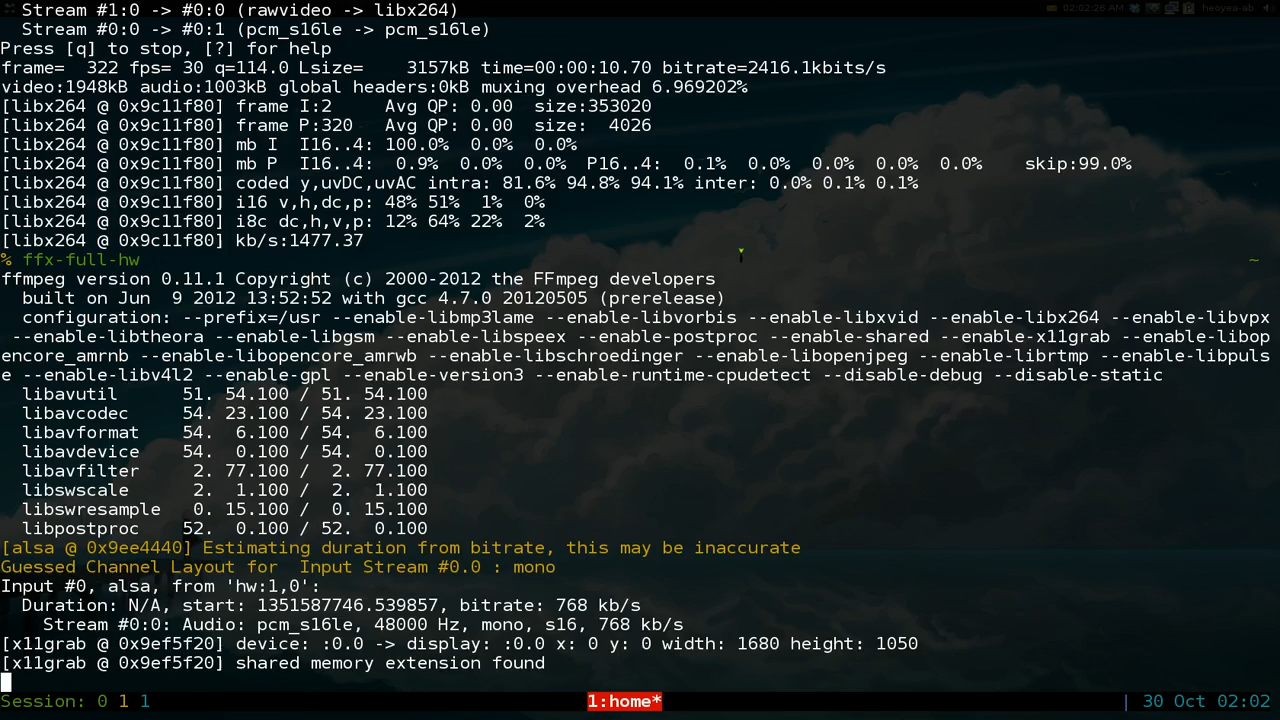 Stream #1:0 -> #0:0 (rawvideo -> libx264)
02:02:26 AM
Stream #0:0 -> #0:1 (pcm_s16le -> pcm_s16le)
Press [q] to stop, [?] for help
frame=  322 fps= 30 q=114.0 Lsize=    3157kB time=00:00:10.70 bitrate=2416.1kbits/s
video:1948kB audio:1003kB global headers:0kB muxing overhead 6.969202%
[libx264 @ 0x9c11f80] frame I:2     Avg QP: 0.00  size:353020
[libx264 @ 0x9c11f80] frame P:320   Avg QP: 0.00  size:  4026
[libx264 @ 0x9c11f80] mb I  I16..4: 100.0%  0.0%  0.0%
[libx264 @ 0x9c11f80] mb P  I16..4:  0.9%  0.0%  0.0%  P16..4:  0.1%  0.0%  0.0%  0.0%  0.0%    skip:99.0%
[libx264 @ 0x9c11f80] coded y,uvDC,uvAC intra: 81.6% 94.8% 94.1% inter: 0.0% 0.1% 0.1%
[libx264 @ 0x9c11f80] i16 v,h,dc,p: 48% 51%  1%  0%
[libx264 @ 0x9c11f80] i8c dc,h,v,p: 12% 64% 22%  2%
[libx264 @ 0x9c11f80] kb/s:1477.37
% ffx-full-hw ~
ffmpeg version 0.11.1 Copyright (c) 2000-2012 the FFmpeg developers
  built on Jun  9 2012 13:52:52 with gcc 4.7.0 20120505 (prerelease)
  configuration: --prefix=/usr --enable-libmp3lame --enable-libvorbis --enable-libxvid --enable-libx264 --enable-libvpx
--enable-libtheora --enable-libgsm --enable-libspeex --enable-postproc --enable-shared --enable-x11grab --enable-libop
encore_amrnb --enable-libopencore_amrwb --enable-libschroedinger --enable-libopenjpeg --enable-librtmp --enable-libpuls
e --enable-libv4l2 --enable-gpl --enable-version3 --enable-runtime-cpudetect --disable-debug --disable-static
  libavutil      51. 54.100 / 51. 54.100
  libavcodec     54. 23.100 / 54. 23.100
  libavformat    54.  6.100 / 54.  6.100
  libavdevice    54.  0.100 / 54.  0.100
  libavfilter     2. 77.100 /  2. 77.100
  libswscale      2.  1.100 /  2.  1.100
  libswresample   0. 15.100 /  0. 15.100
  libpostproc    52.  0.100 / 52.  0.100
[alsa @ 0x9ee4440] Estimating duration from bitrate, this may be inaccurate
Guessed Channel Layout for  Input Stream #0.0 : mono
Input #0, alsa, from 'hw:1,0':
  Duration: N/A, start: 1351587746.539857, bitrate: 768 kb/s
    Stream #0:0: Audio: pcm_s16le, 48000 Hz, mono, s16, 768 kb/s
[x11grab @ 0x9ef5f20] device: :0.0 -> display: :0.0 x: 0 y: 0 width: 1680 height: 1050
[x11grab @ 0x9ef5f20] shared memory extension found
Session: 0 1 1 1:home* | 30 Oct 02:02